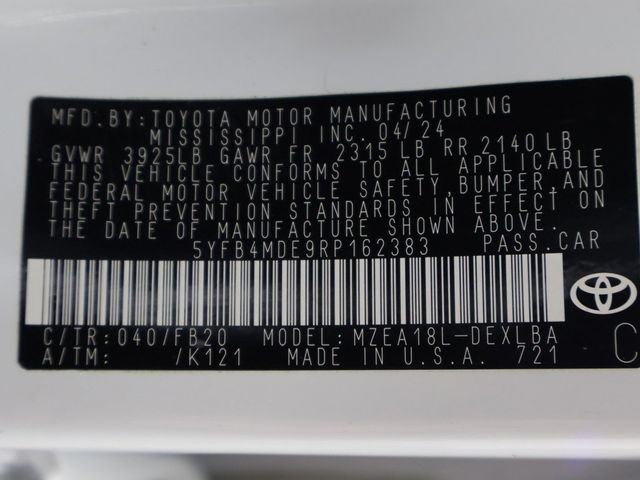 MFD. BY: TOYOTA MOTOR MANUFACTURING
MISSISSIPPI INC. 04/24
GVWR 3925LB GAWR FR 2315 LB RR 2140 LB
THIS VEHICLE CONFORMS TO ALL APPLICABLE
FEDERAL MOTOR VEHICLE SAFETY, BUMPER, AND
THEFT PREVENTION STANDARDS IN EFFECT ON
THE DATE OF MANUFACTURE SHOWN ABOVE.
5YFB4MDE9RP162383 PASS. CAR
C/TR: 040/FB20 MODEL: MZEA18L-DEXLBA
A/TM: /K121 MADE IN U.S.A. 721 C